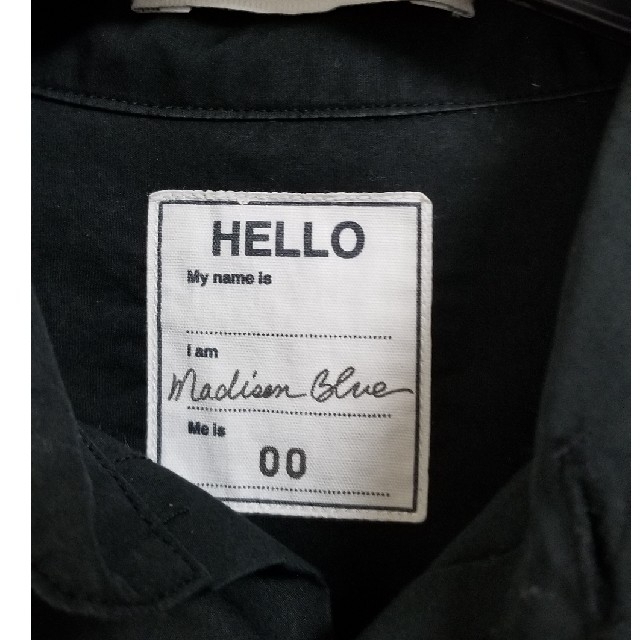 HELLO
My name is
I am
Madison Blue
Me is
00